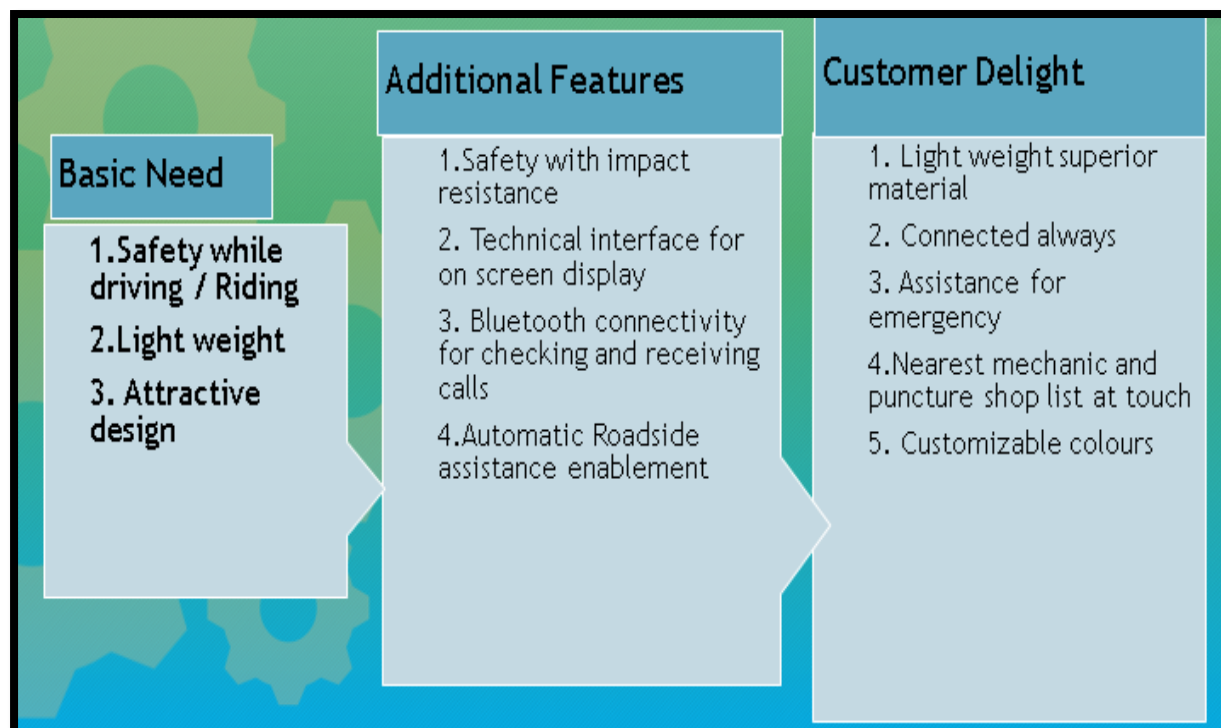 Basic Need
1.Safety while
driving / Riding
2.Light weight
3. Attractive
design
Additional Features
1.Safety with impact
resistance
2. Technical interface for
on screen display
3. Bluetooth connectivity
for checking and receiving
calls
4.Automatic Roadside
assistance enablement
Customer Delight
1. Light weight superior
material
2. Connected always
3. Assistance for
emergency
4.Nearest mechanic and
puncture shop list at touch
5. Customizable colours